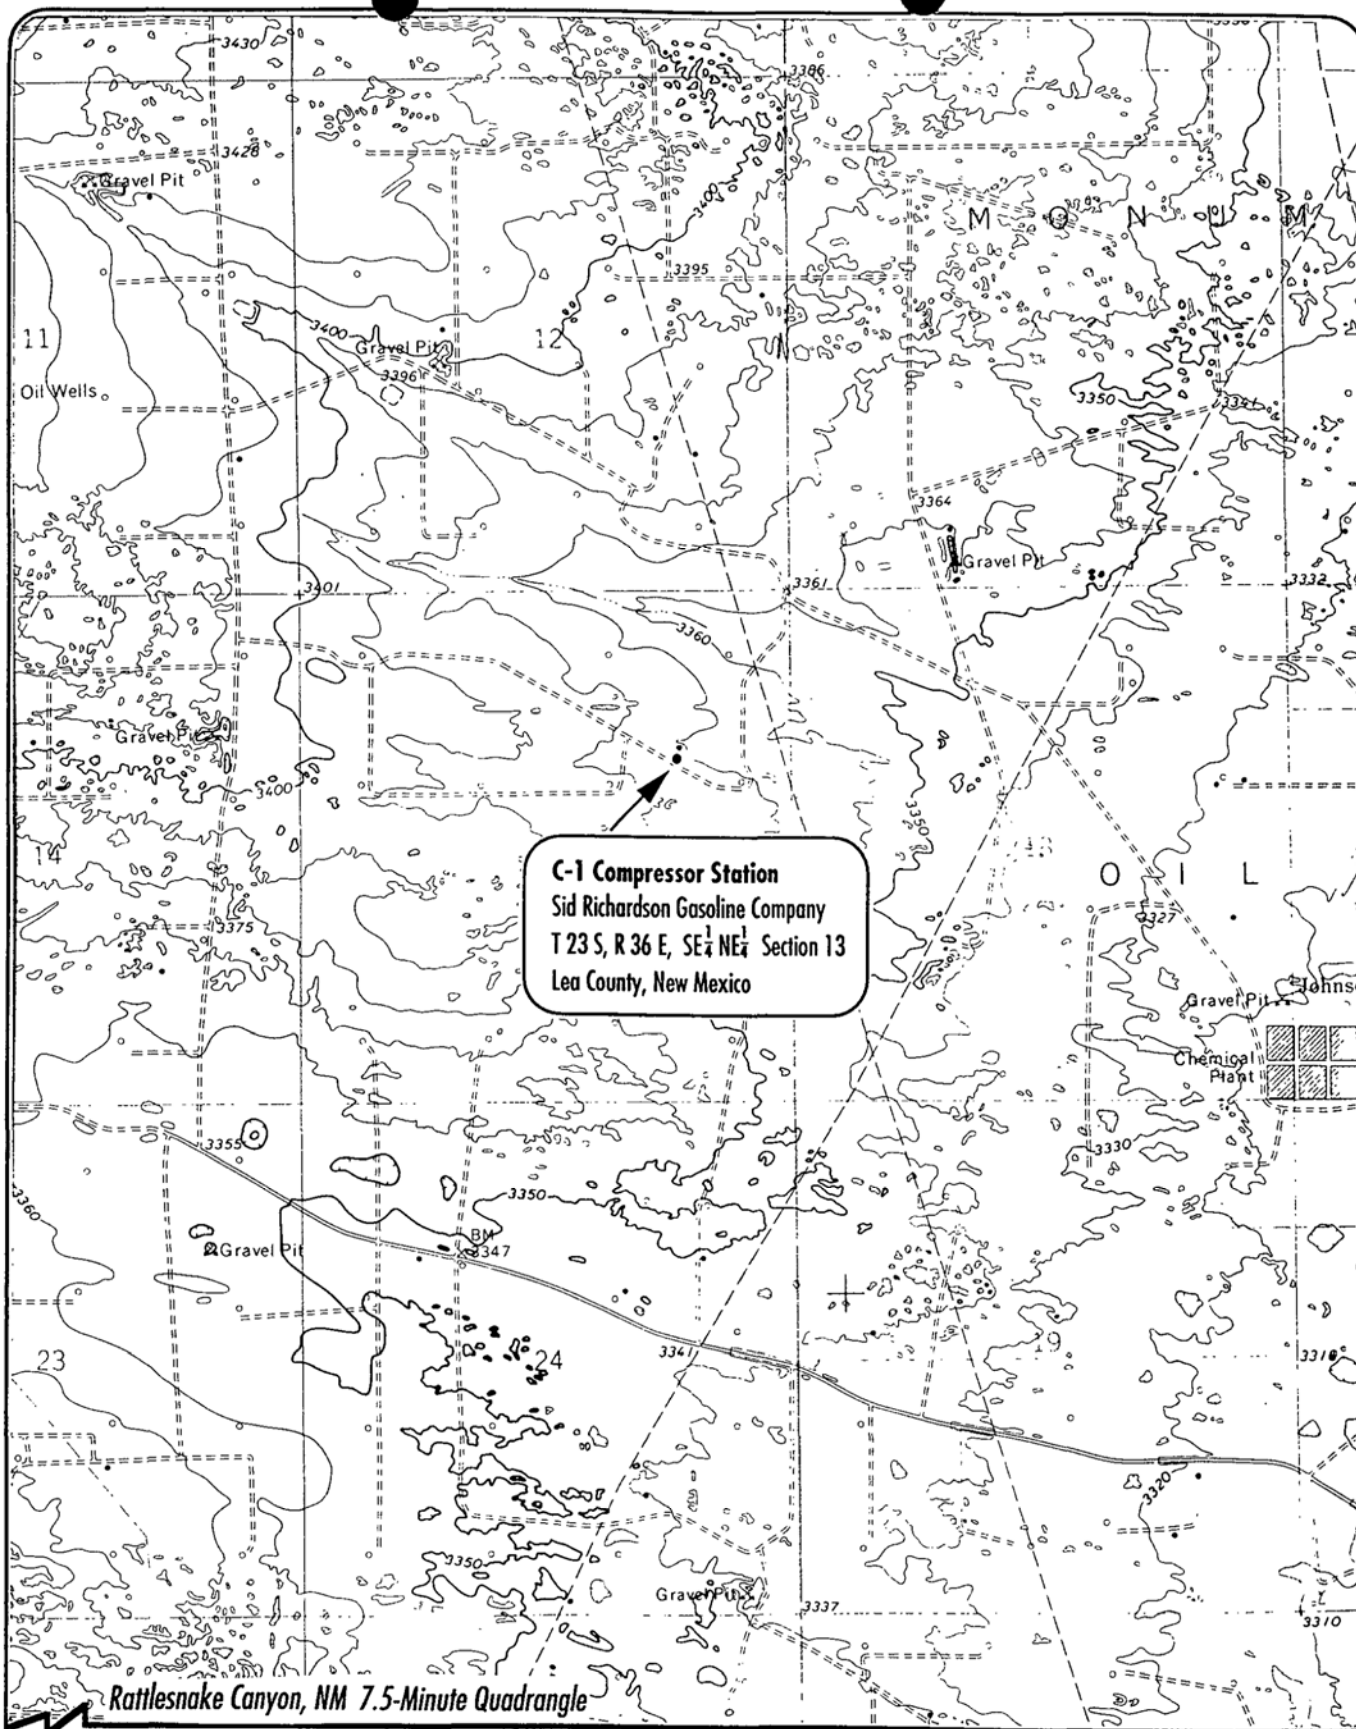 3430
3386
3428
Gravel Pit
3400
M O N U M
3395
11
3400
Gravel Pit
12
3396
Oil Wells
3350
3364
Gravel Pit
3401
3361
3332
3360
Gravel Pit
3400
3350
14
C-1 Compressor Station
Sid Richardson Gasoline Company
T 23 S, R 36 E, SE¼ NE¼ Section 13
Lea County, New Mexico
O I L
3327
3375
Gravel Pit
Chemical
Plant
3355
3330
3360
3350
Gravel Pit
BM
3347
23
24
3341
19
3320
3350
Gravel Pit
3337
3310
Rattlesnake Canyon, NM 7.5-Minute Quadrangle